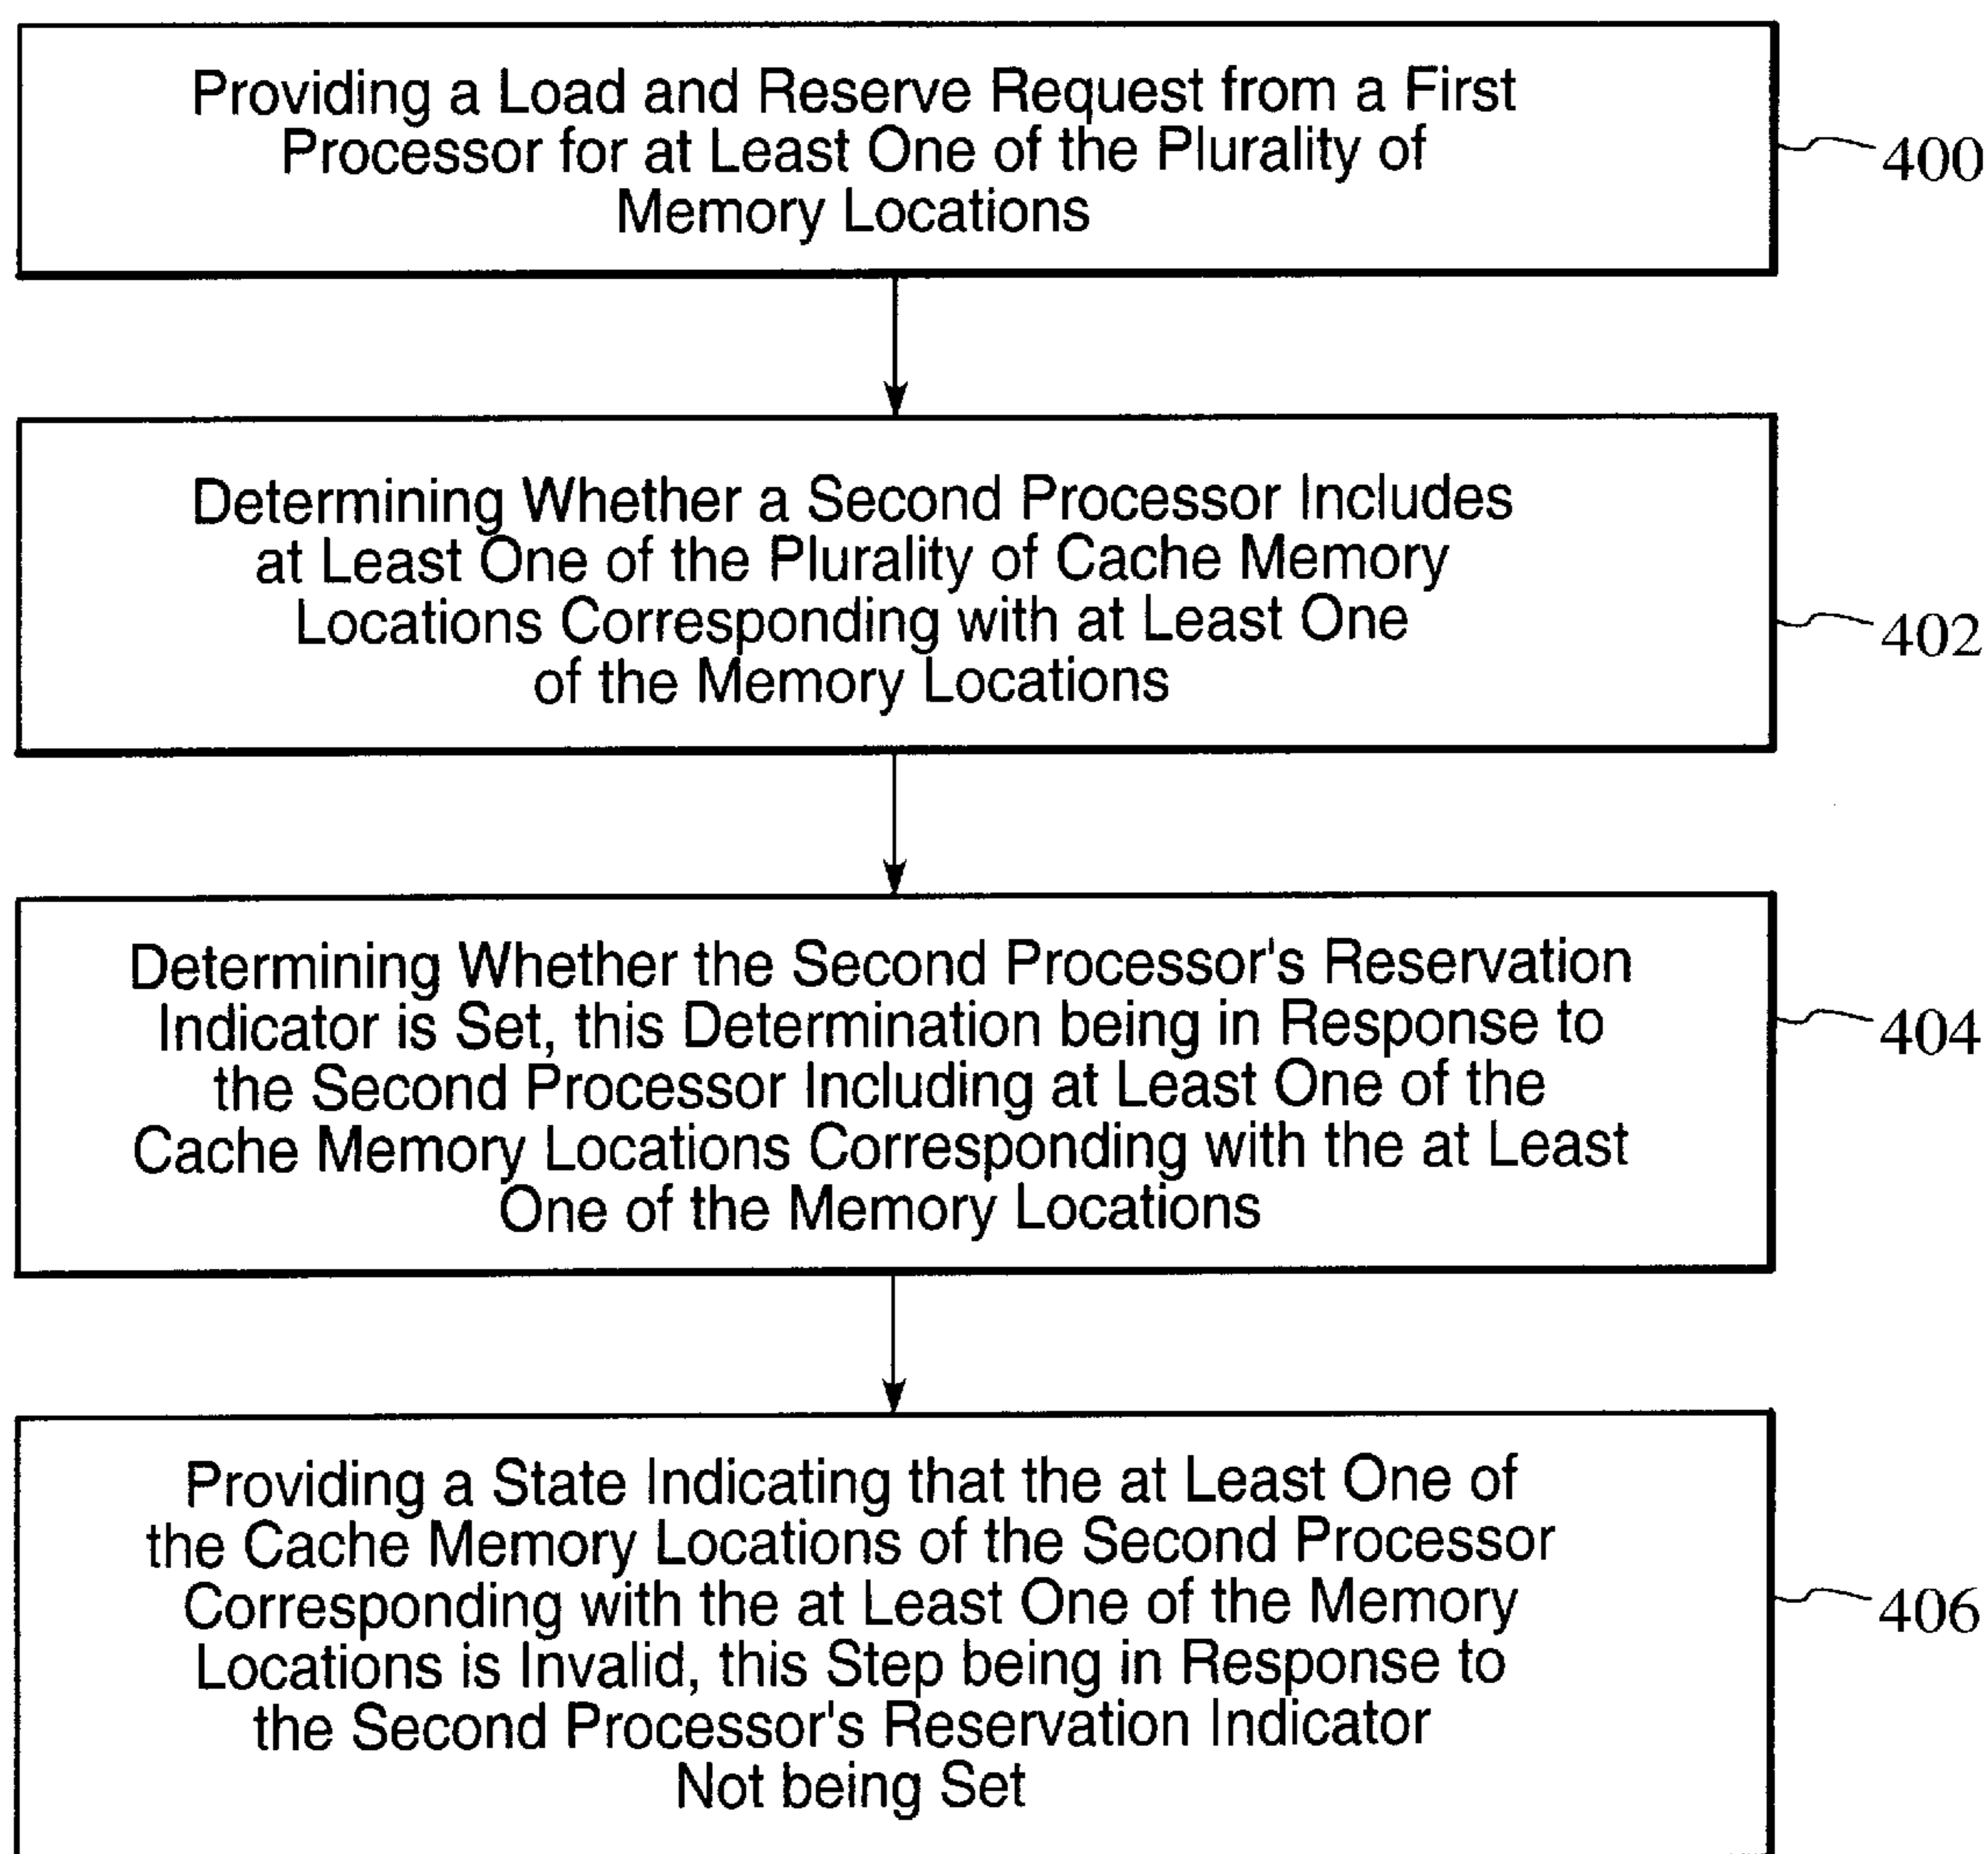 Providing a Load and Reserve Request from a First
Processor for at Least One of the Plurality of
Memory Locations
400
Determining Whether a Second Processor Includes
at Least One of the Plurality of Cache Memory
Locations Corresponding with at Least One
of the Memory Locations
402
Determining Whether the Second Processor's Reservation
Indicator is Set, this Determination being in Response to
the Second Processor Including at Least One of the
Cache Memory Locations Corresponding with the at Least
One of the Memory Locations
404
Providing a State Indicating that the at Least One of
the Cache Memory Locations of the Second Processor
Corresponding with the at Least One of the Memory
Locations is Invalid, this Step being in Response to
the Second Processor's Reservation Indicator
Not being Set
406